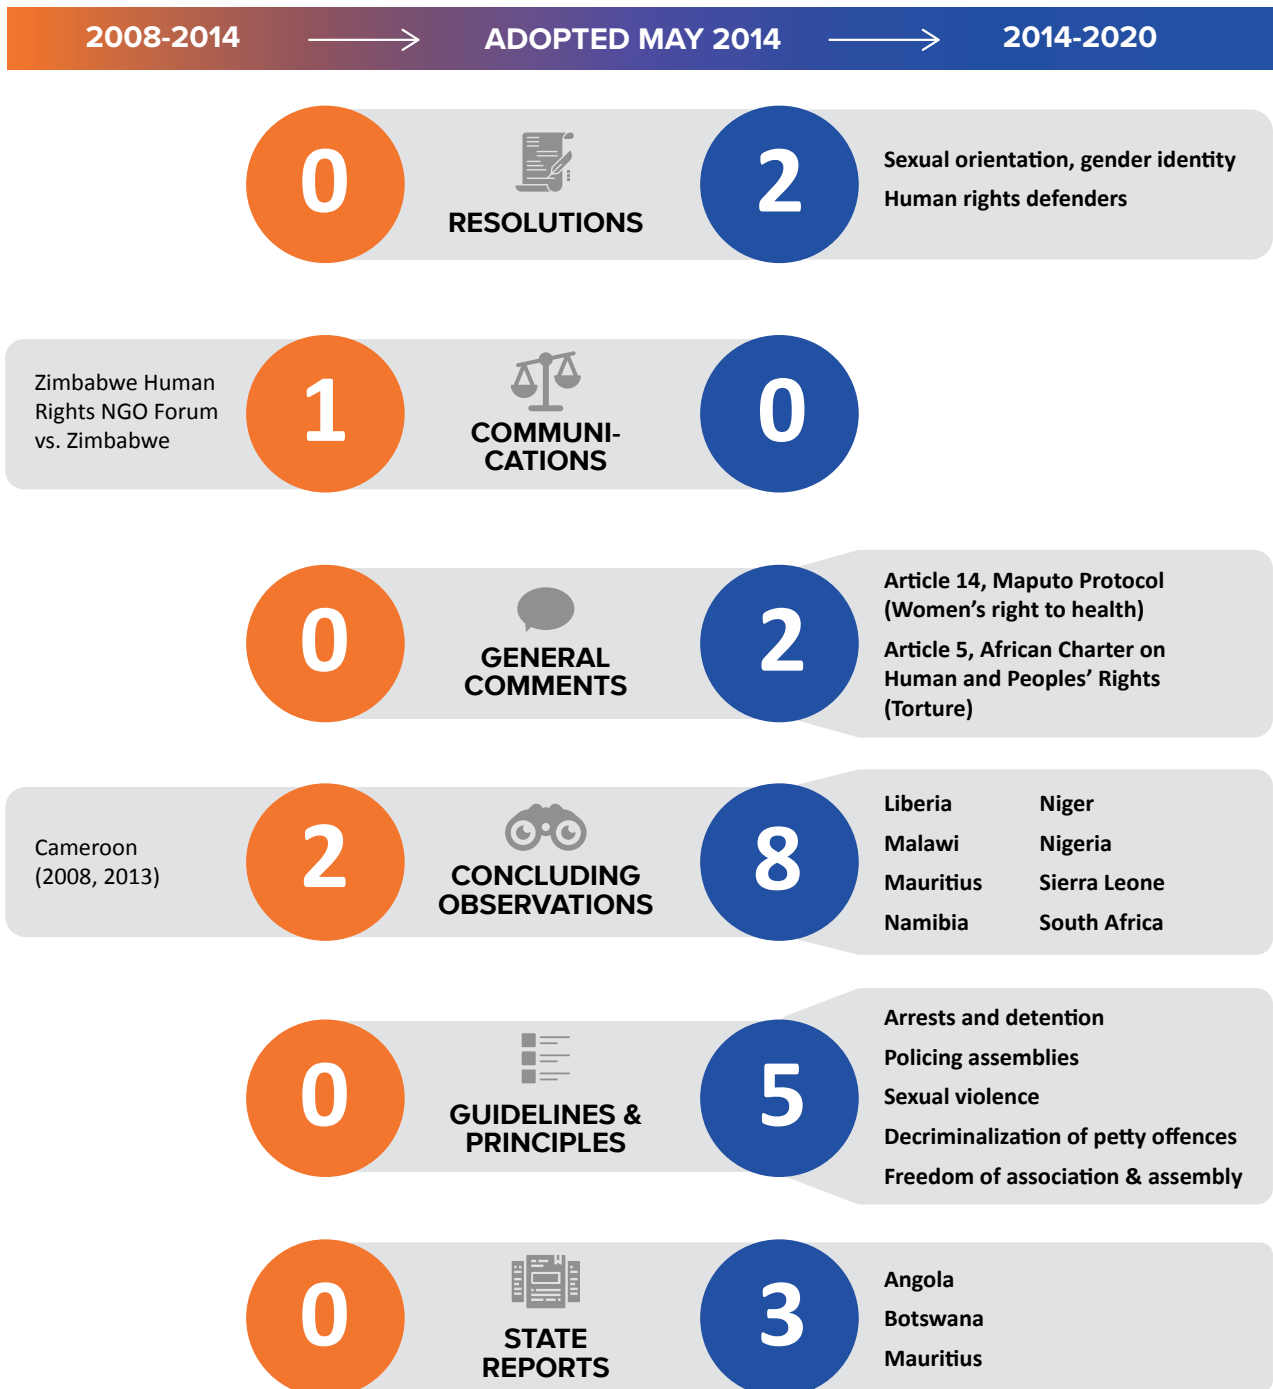 2008-2014
ADOPTED MAY 2014
2014-2020
0
RESOLUTIONS
2
Sexual orientation, gender identity
Human rights defenders
Zimbabwe Human
Rights NGO Forum
vs. Zimbabwe
1
COMMUNI-
CATIONS
0
0
GENERAL
COMMENTS
2
Article 14, Maputo Protocol
(Women’s right to health)
Article 5, African Charter on
Human and Peoples’ Rights
(Torture)
Cameroon
(2008, 2013)
2
CONCLUDING
OBSERVATIONS
8
Liberia
Malawi
Mauritius
Namibia
Niger
Nigeria
Sierra Leone
South Africa
0
GUIDELINES &
PRINCIPLES
5
Arrests and detention
Policing assemblies
Sexual violence
Decriminalization of petty offences
Freedom of association & assembly
0
STATE
REPORTS
3
Angola
Botswana
Mauritius